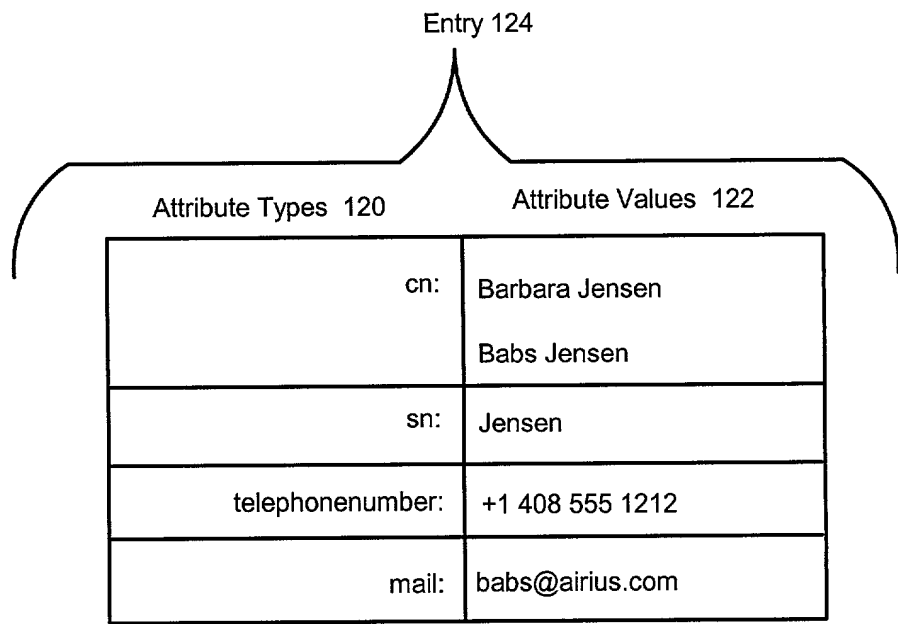 Entry 124
Attribute Types 120 Attribute Values 122
cn: Barbara Jensen
Babs Jensen
sn: Jensen
telephonenumber: +1 408 555 1212
mail: babs@airius.com